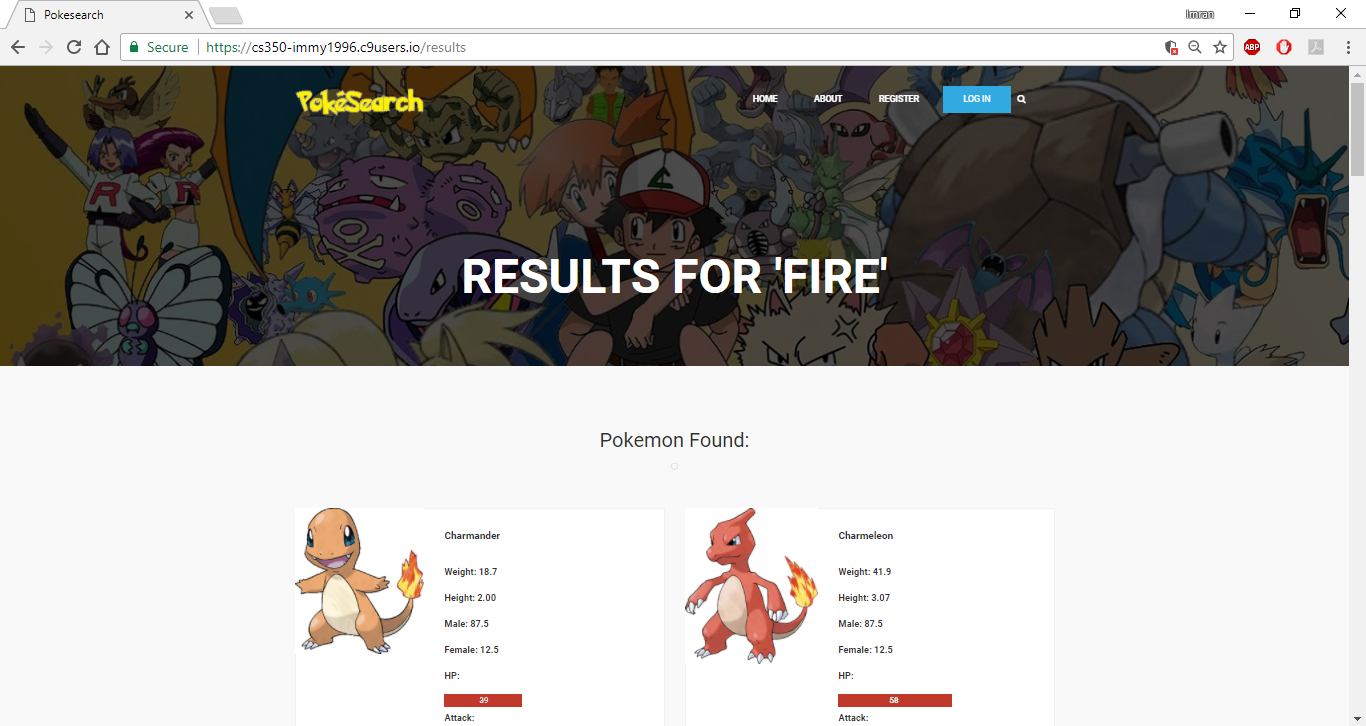 Pokesearch
Imran
Secure
https://cs350-immy1996.c9users.io/results
ABP
PokéSearch
HOME ABOUT REGISTER LOG IN
R R
RESULTS FOR 'FIRE'
Pokemon Found:
Charmander
Weight: 18.7
Height: 2.00
Male: 87.5
Female: 12.5
HP:
39
Attack:
Charmeleon
Weight: 41.9
Height: 3.07
Male: 87.5
Female: 12.5
HP:
58
Attack: